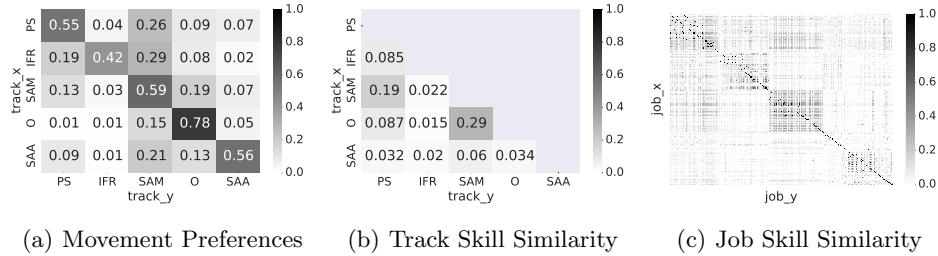 PS 0.55 0.04 0.26 0.09 0.07
IFR 0.19 0.42 0.29 0.08 0.02
SAM 0.13 0.03 0.59 0.19 0.07
O 0.01 0.01 0.15 0.78 0.05
SAA 0.09 0.01 0.21 0.13 0.56
PS IFR SAM O SAA
track_y
track_x
1.0
0.8
0.6
0.4
0.2
0.0
PS
IFR 0.085
SAM 0.19 0.022
O 0.087 0.015 0.29
SAA 0.032 0.02 0.06 0.034
PS IFR SAM O SAA
track_y
track_x
1.0
0.8
0.6
0.4
0.2
0.0
job_x
job_y
1.0
0.8
0.6
0.4
0.2
0.0
(a) Movement Preferences
(b) Track Skill Similarity
(c) Job Skill Similarity